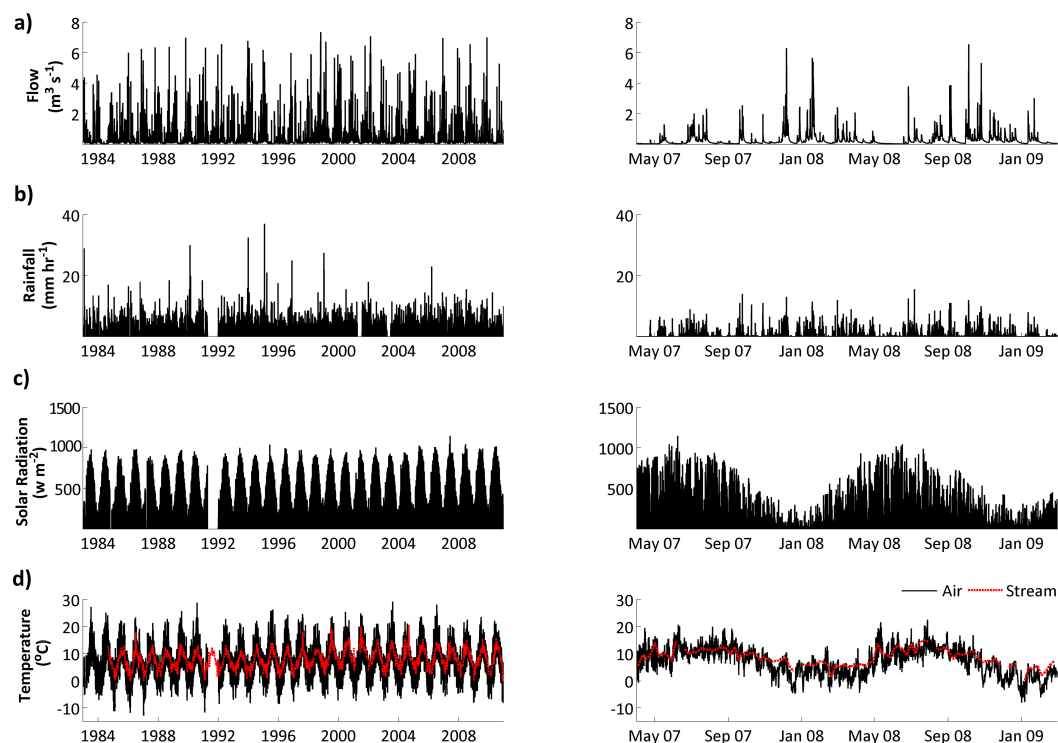 a)
Flow
(m³ s⁻¹)
8
6
4
2
1984 1988 1992 1996 2000 2004 2008
8
6
4
2
May 07 Sep 07 Jan 08 May 08 Sep 08 Jan 09
b)
Rainfall
(mm hr⁻¹)
40
20
1984 1988 1992 1996 2000 2004 2008
40
20
May 07 Sep 07 Jan 08 May 08 Sep 08 Jan 09
c)
Solar Radiation
(w m⁻²)
1500
1000
500
1984 1988 1992 1996 2000 2004 2008
1500
1000
500
May 07 Sep 07 Jan 08 May 08 Sep 08 Jan 09
d)
Temperature
(°C)
30
20
10
0
-10
1984 1988 1992 1996 2000 2004 2008
Air Stream
30
20
10
0
-10
May 07 Sep 07 Jan 08 May 08 Sep 08 Jan 09